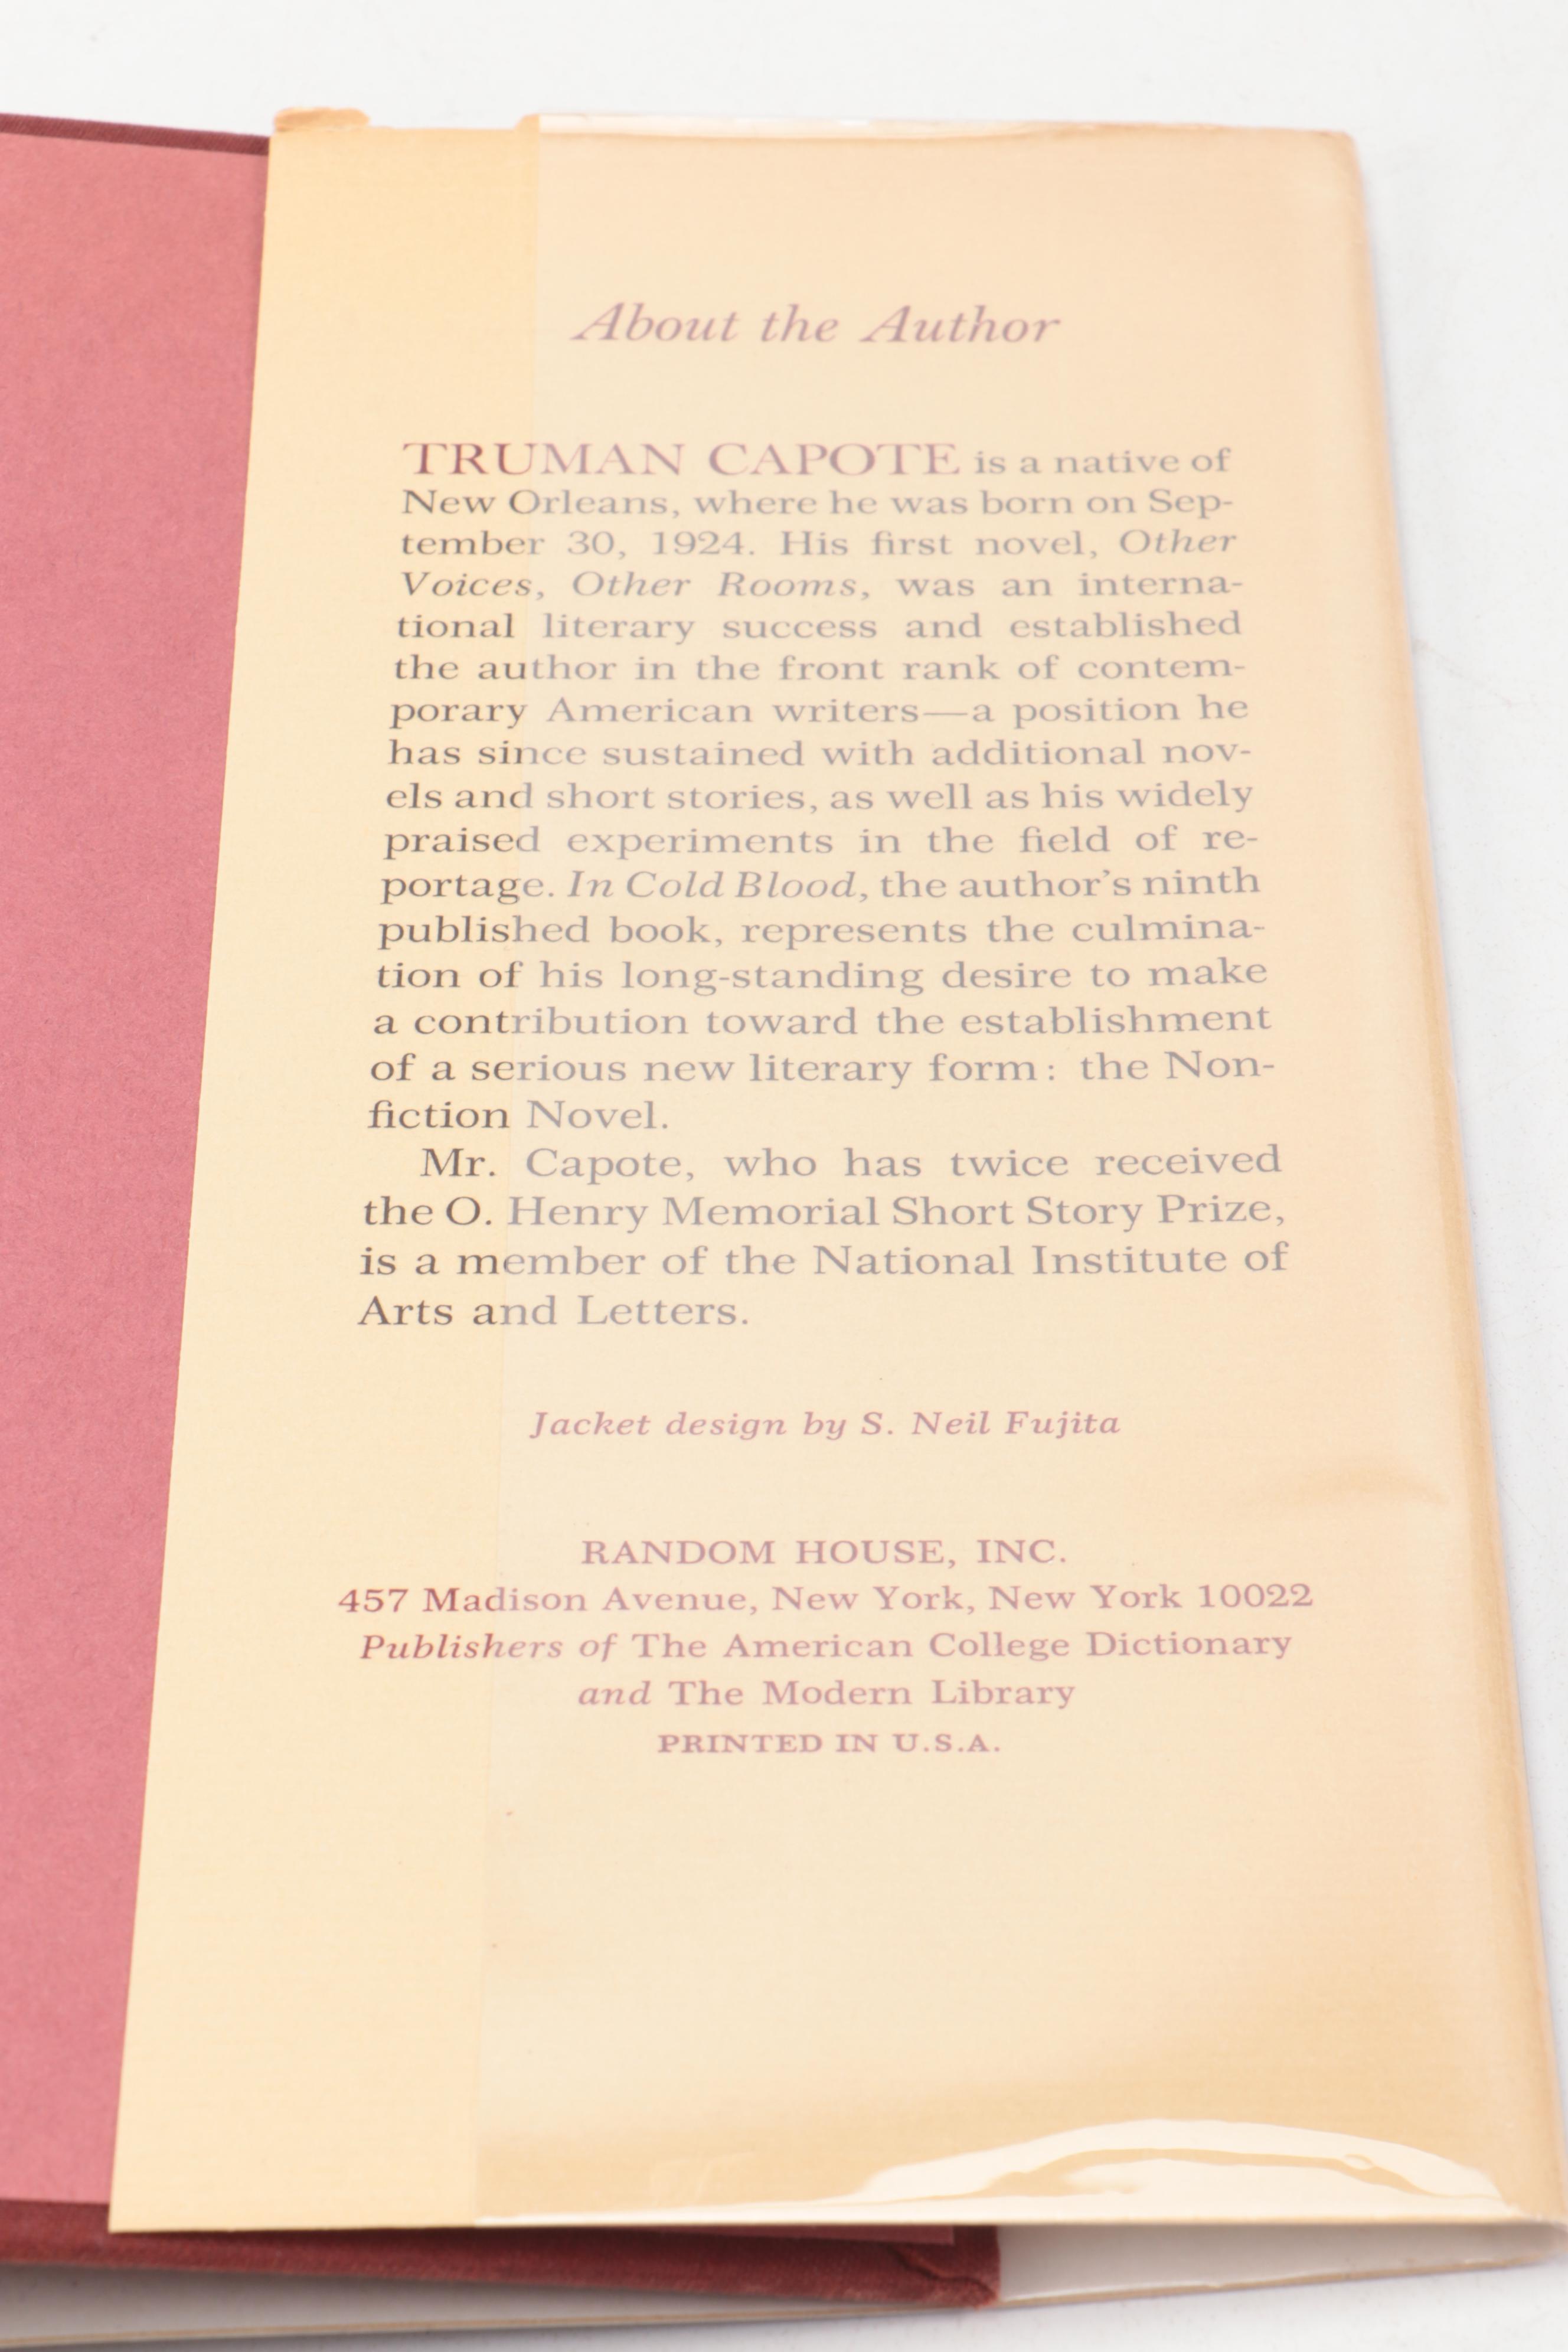 About the Author
TRUMAN CAPOTE is a native of
New Orleans, where he was born on Sep-
tember 30, 1924. His first novel, Other
Voices, Other Rooms, was an interna-
tional literary success and established
the author in the front rank of contem-
porary American writers—a position he
has since sustained with additional nov-
els and short stories, as well as his widely
praised experiments in the field of re-
portage. In Cold Blood, the author's ninth
published book, represents the culmina-
tion of his long-standing desire to make
a contribution toward the establishment
of a serious new literary form: the Non-
fiction Novel.
Mr. Capote, who has twice received
the O. Henry Memorial Short Story Prize,
is a member of the National Institute of
Arts and Letters.
Jacket design by S. Neil Fujita
RANDOM HOUSE, INC.
457 Madison Avenue, New York, New York 10022
Publishers of The American College Dictionary
and The Modern Library
PRINTED IN U.S.A.